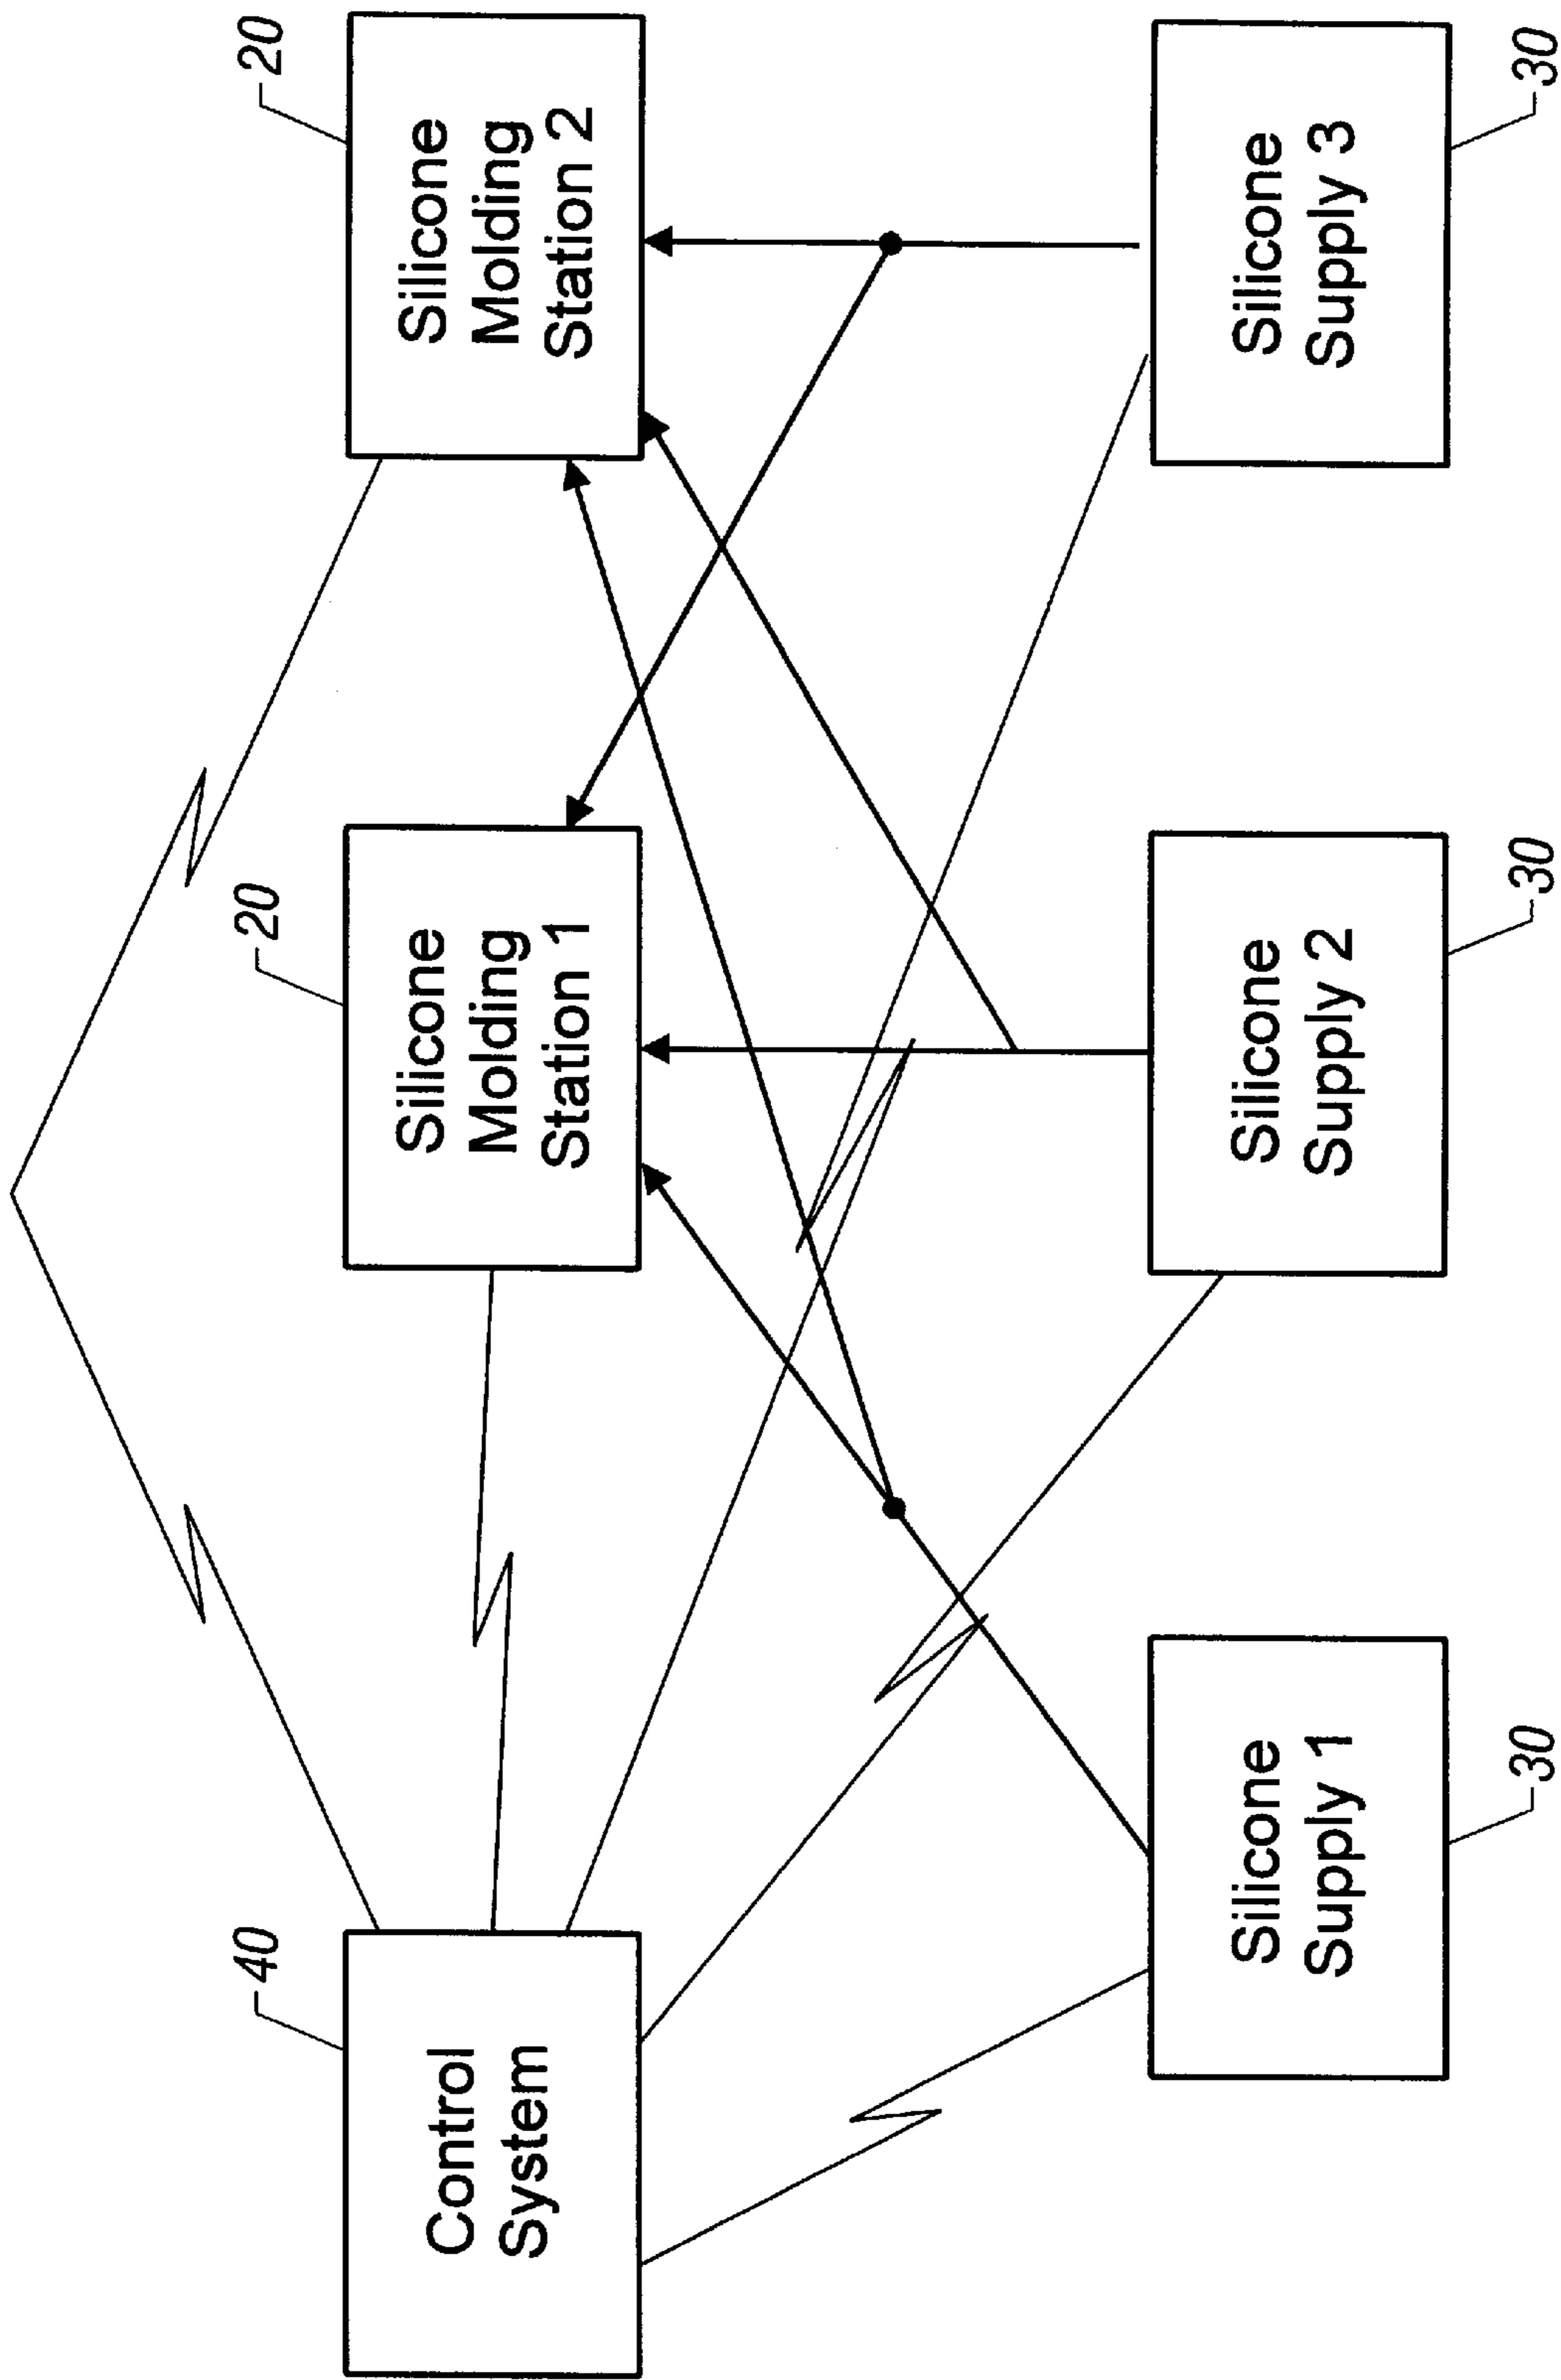 40
Control
System
20
Silicone
Molding
Station 1
20
Silicone
Molding
Station 2
Silicone
Supply 1
30
Silicone
Supply 2
30
Silicone
Supply 3
30